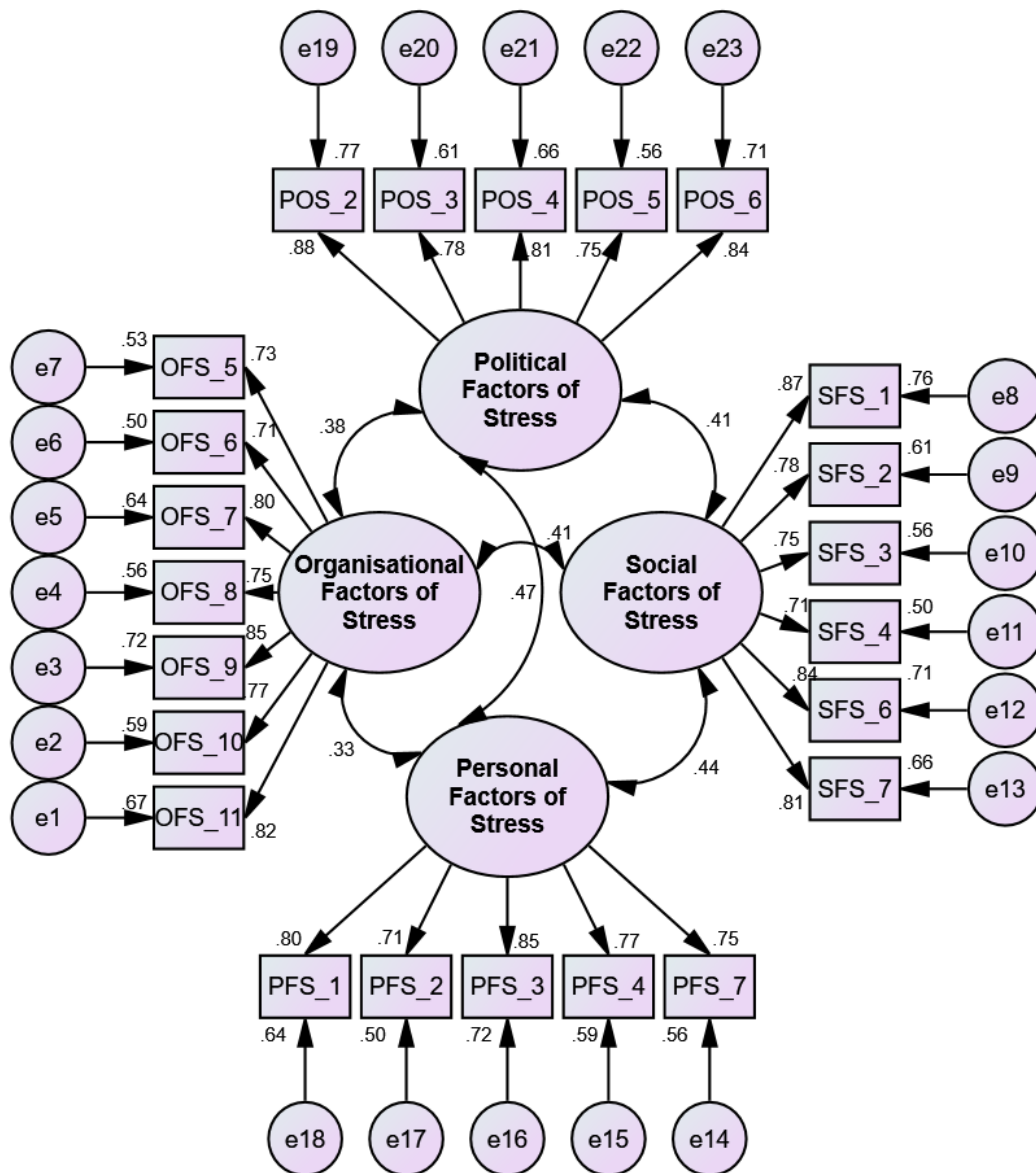 e19 e20 e21 e22 e23
.77 .61 .66 .56 .71
POS_2 POS_3 POS_4 POS_5 POS_6
.88 .78 .81 .75 .84
Political
Factors of
Stress
e7 .53 OFS_5 .73
e6 .50 OFS_6 .71
e5 .64 OFS_7 .80
e4 .56 OFS_8 .75
e3 .72 OFS_9 .85
e2 .59 OFS_10 .77
e1 .67 OFS_11 .82
Organisational
Factors of
Stress
.38
.41
.41
.47
.33
.44
Social
Factors of
Stress
.87 SFS_1 .76 e8
.78 SFS_2 .61 e9
.75 SFS_3 .56 e10
.71 SFS_4 .50 e11
.84 SFS_6 .71 e12
.81 SFS_7 .66 e13
Personal
Factors of
Stress
.80 .71 .85 .77 .75
PFS_1 PFS_2 PFS_3 PFS_4 PFS_7
.64 .50 .72 .59 .56
e18 e17 e16 e15 e14